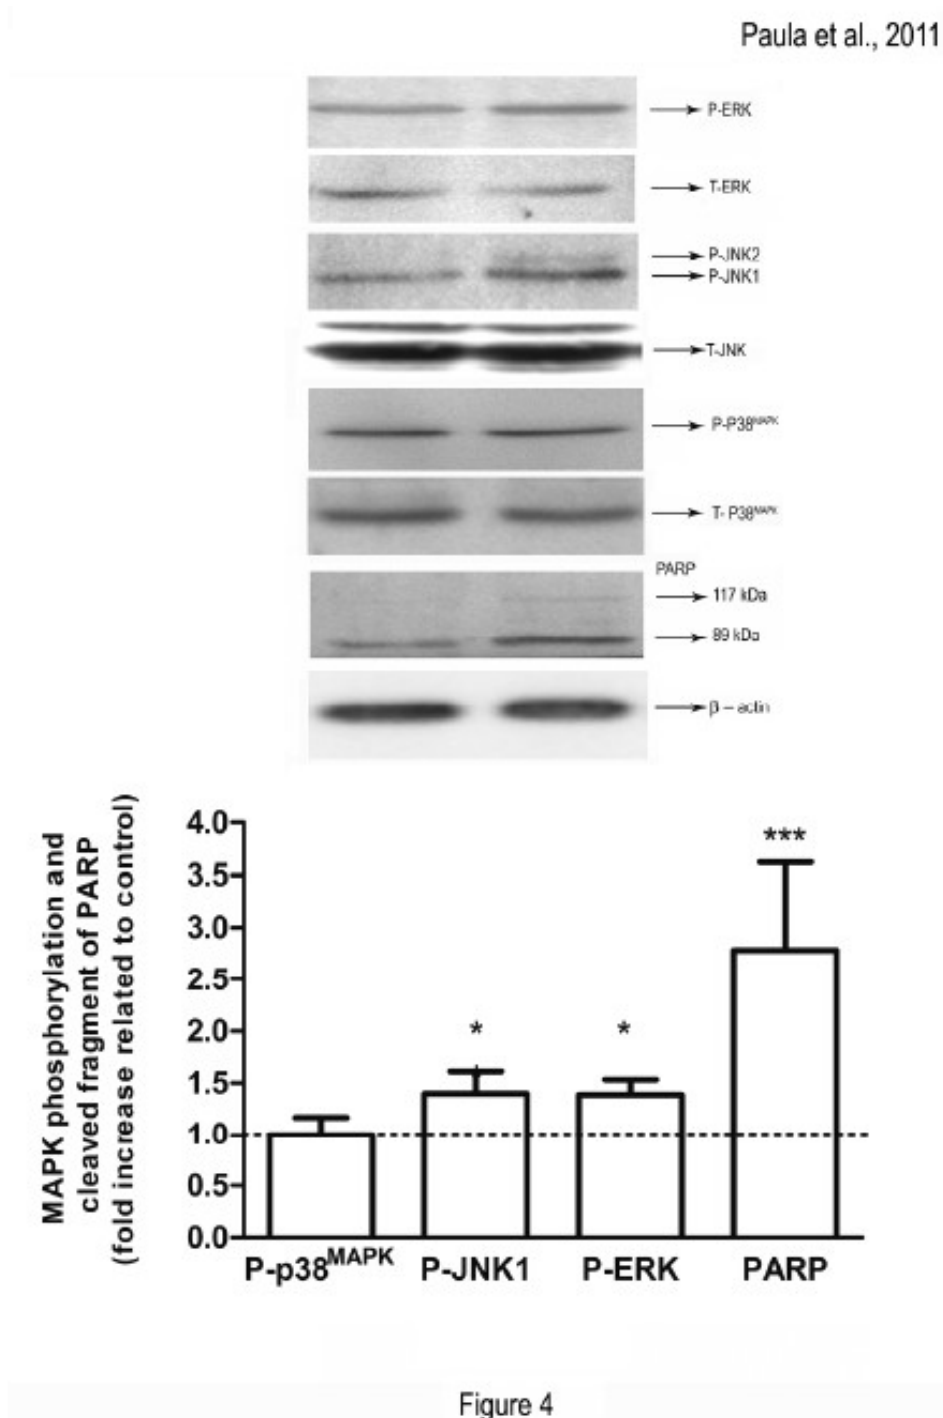 Paula et al., 2011
P-ERK
T-ERK
P-JNK2
P-JNK1
T-JNK
P-P38MAPK
T- P38MAPK
PARP
117 kDa
89 kDa
β – actin
MAPK phosphorylation and
cleaved fragment of PARP
(fold increase related to control)
4.0
3.5
3.0
2.5
2.0
1.5
1.0
0.5
0.0
***
*
*
P-p38MAPK
P-JNK1
P-ERK
PARP
Figure 4